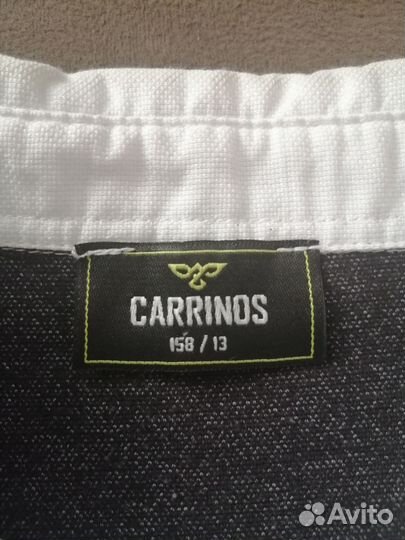 CARRINOS
158 / 13
Avito